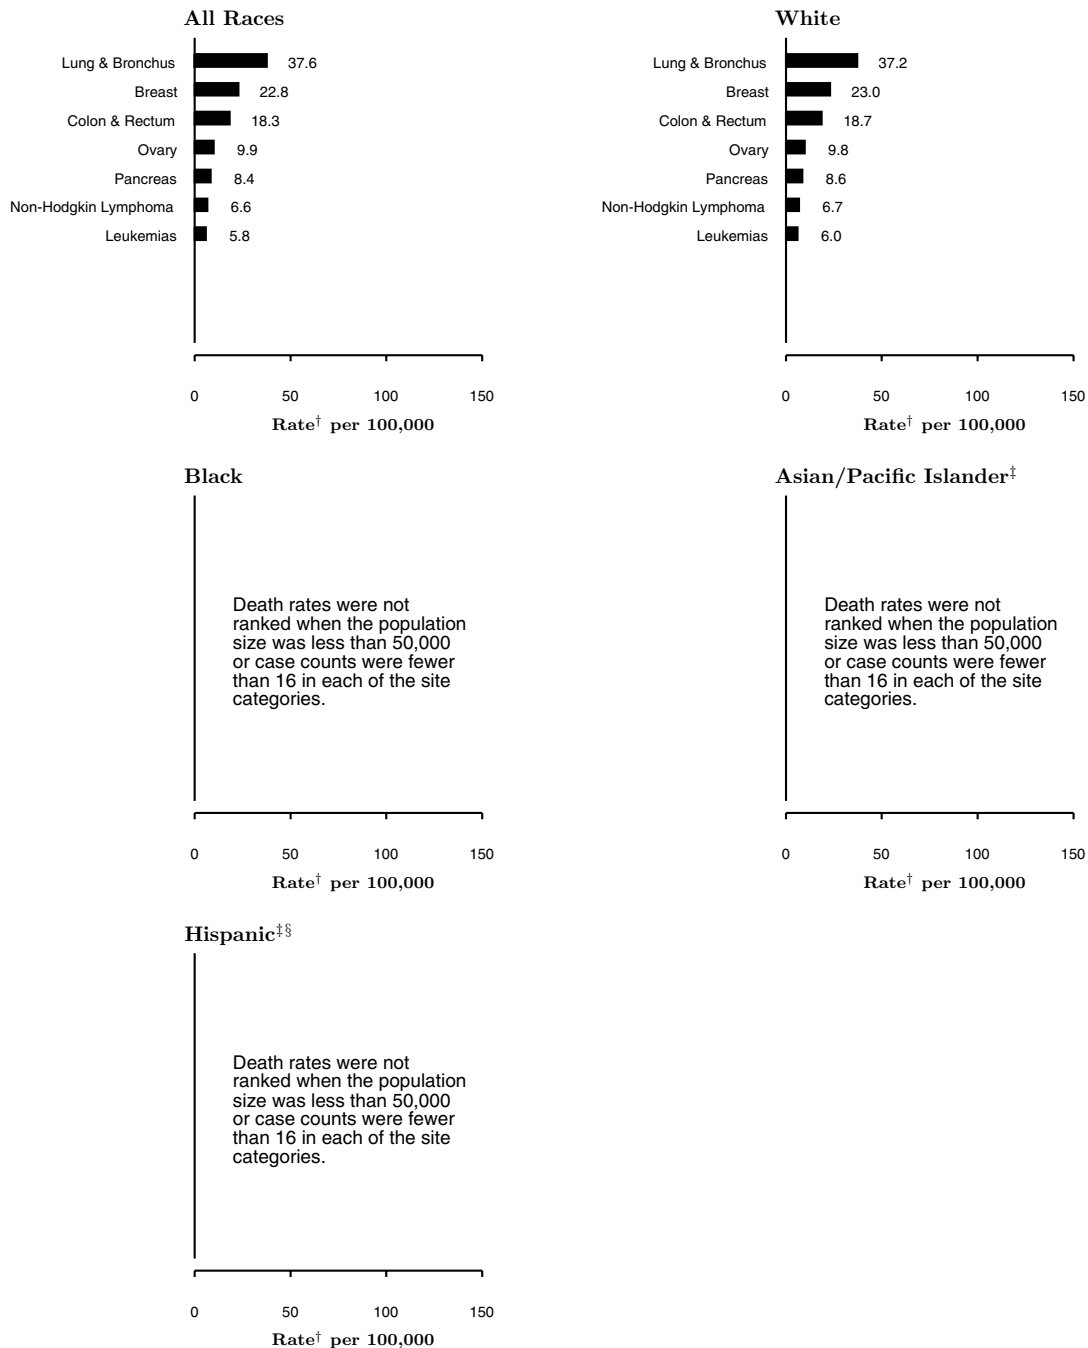 All Races
Lung & Bronchus 37.6
Breast 22.8
Colon & Rectum 18.3
Ovary 9.9
Pancreas 8.4
Non-Hodgkin Lymphoma 6.6
Leukemias 5.8
0 50 100 150
Rate† per 100,000
White
Lung & Bronchus 37.2
Breast 23.0
Colon & Rectum 18.7
Ovary 9.8
Pancreas 8.6
Non-Hodgkin Lymphoma 6.7
Leukemias 6.0
0 50 100 150
Rate† per 100,000
Black
Death rates were not
ranked when the population
size was less than 50,000
or case counts were fewer
than 16 in each of the site
categories.
0 50 100 150
Rate† per 100,000
Asian/Pacific Islander‡
Death rates were not
ranked when the population
size was less than 50,000
or case counts were fewer
than 16 in each of the site
categories.
0 50 100 150
Rate† per 100,000
Hispanic‡§
Death rates were not
ranked when the population
size was less than 50,000
or case counts were fewer
than 16 in each of the site
categories.
0 50 100 150
Rate† per 100,000